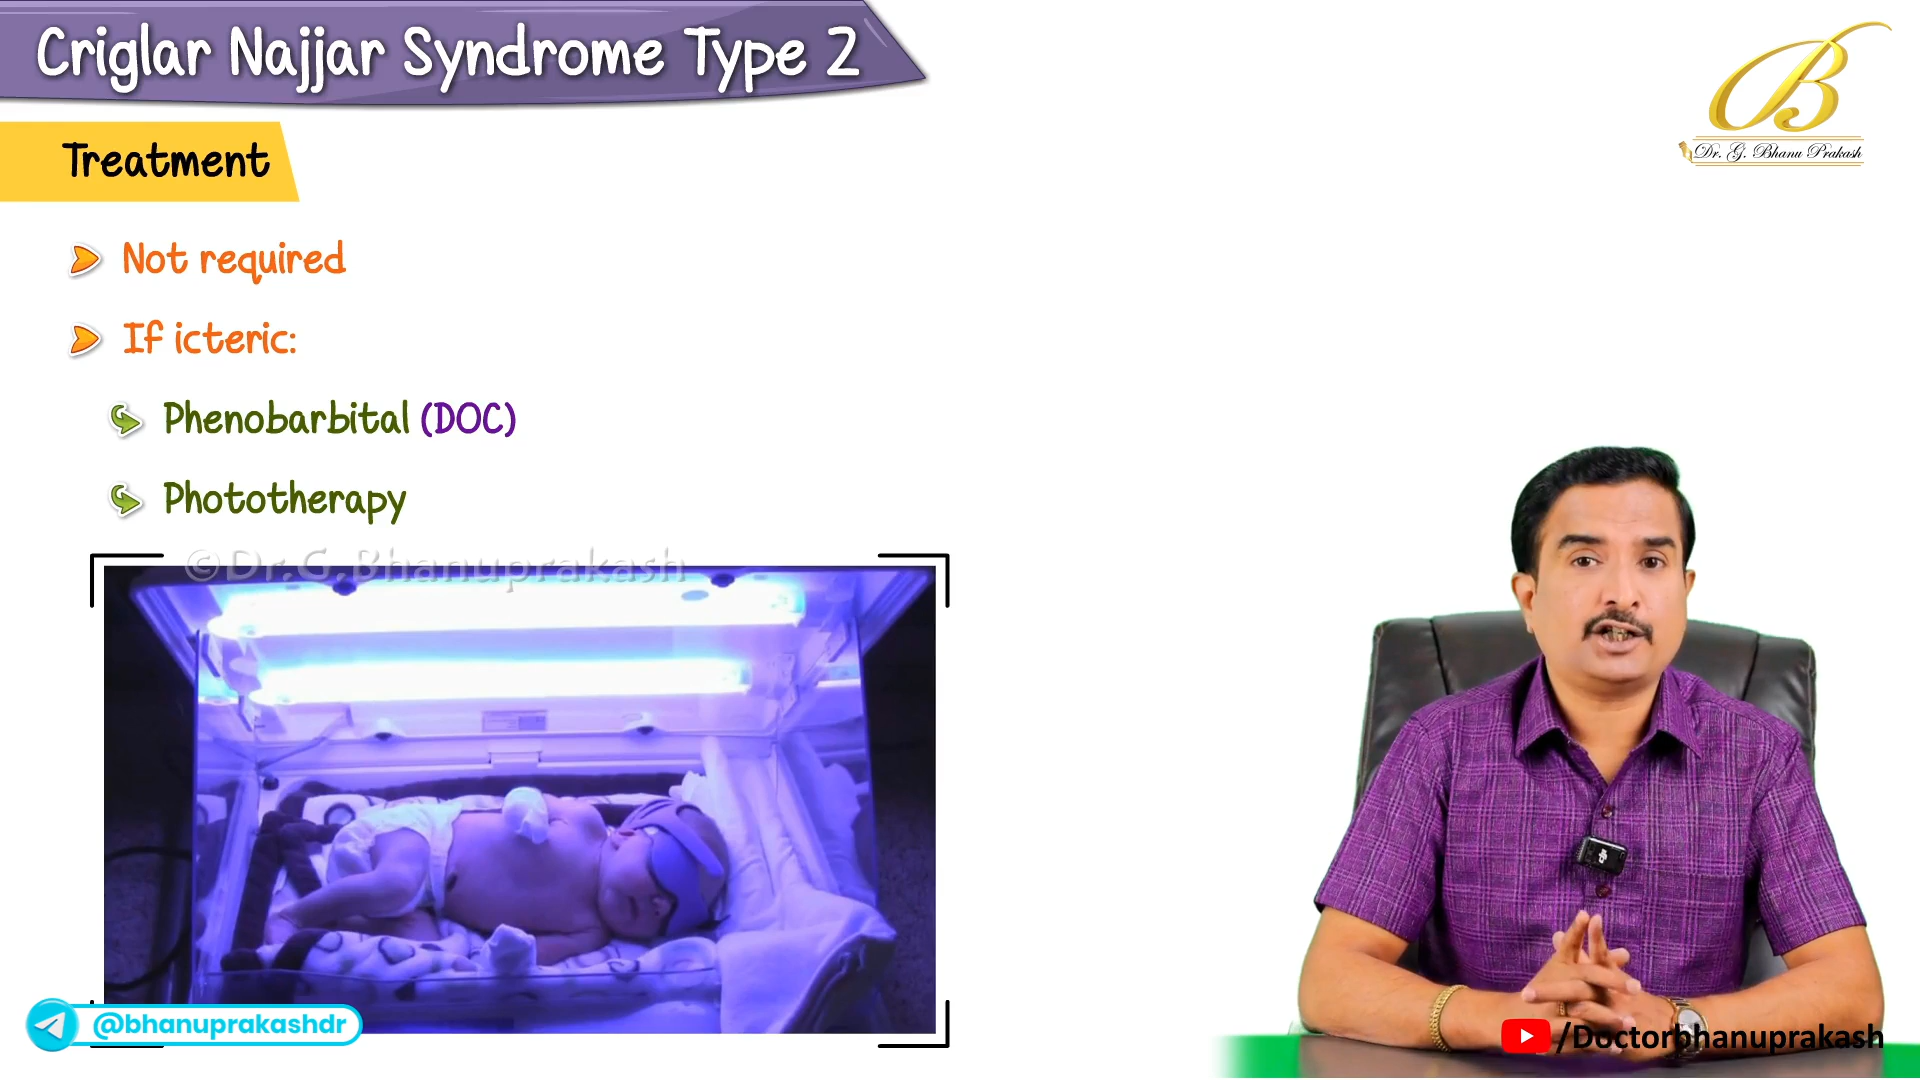 Criglar Najjar Syndrome Type 2
B
Dr. G. Bhanu Prakash
Treatment
Not required
If icteric:
Phenobarbital (DOC)
Phototherapy
©Dr.G.Bhanuprakash
@bhanuprakashdr
/Doctorbhanuprakash